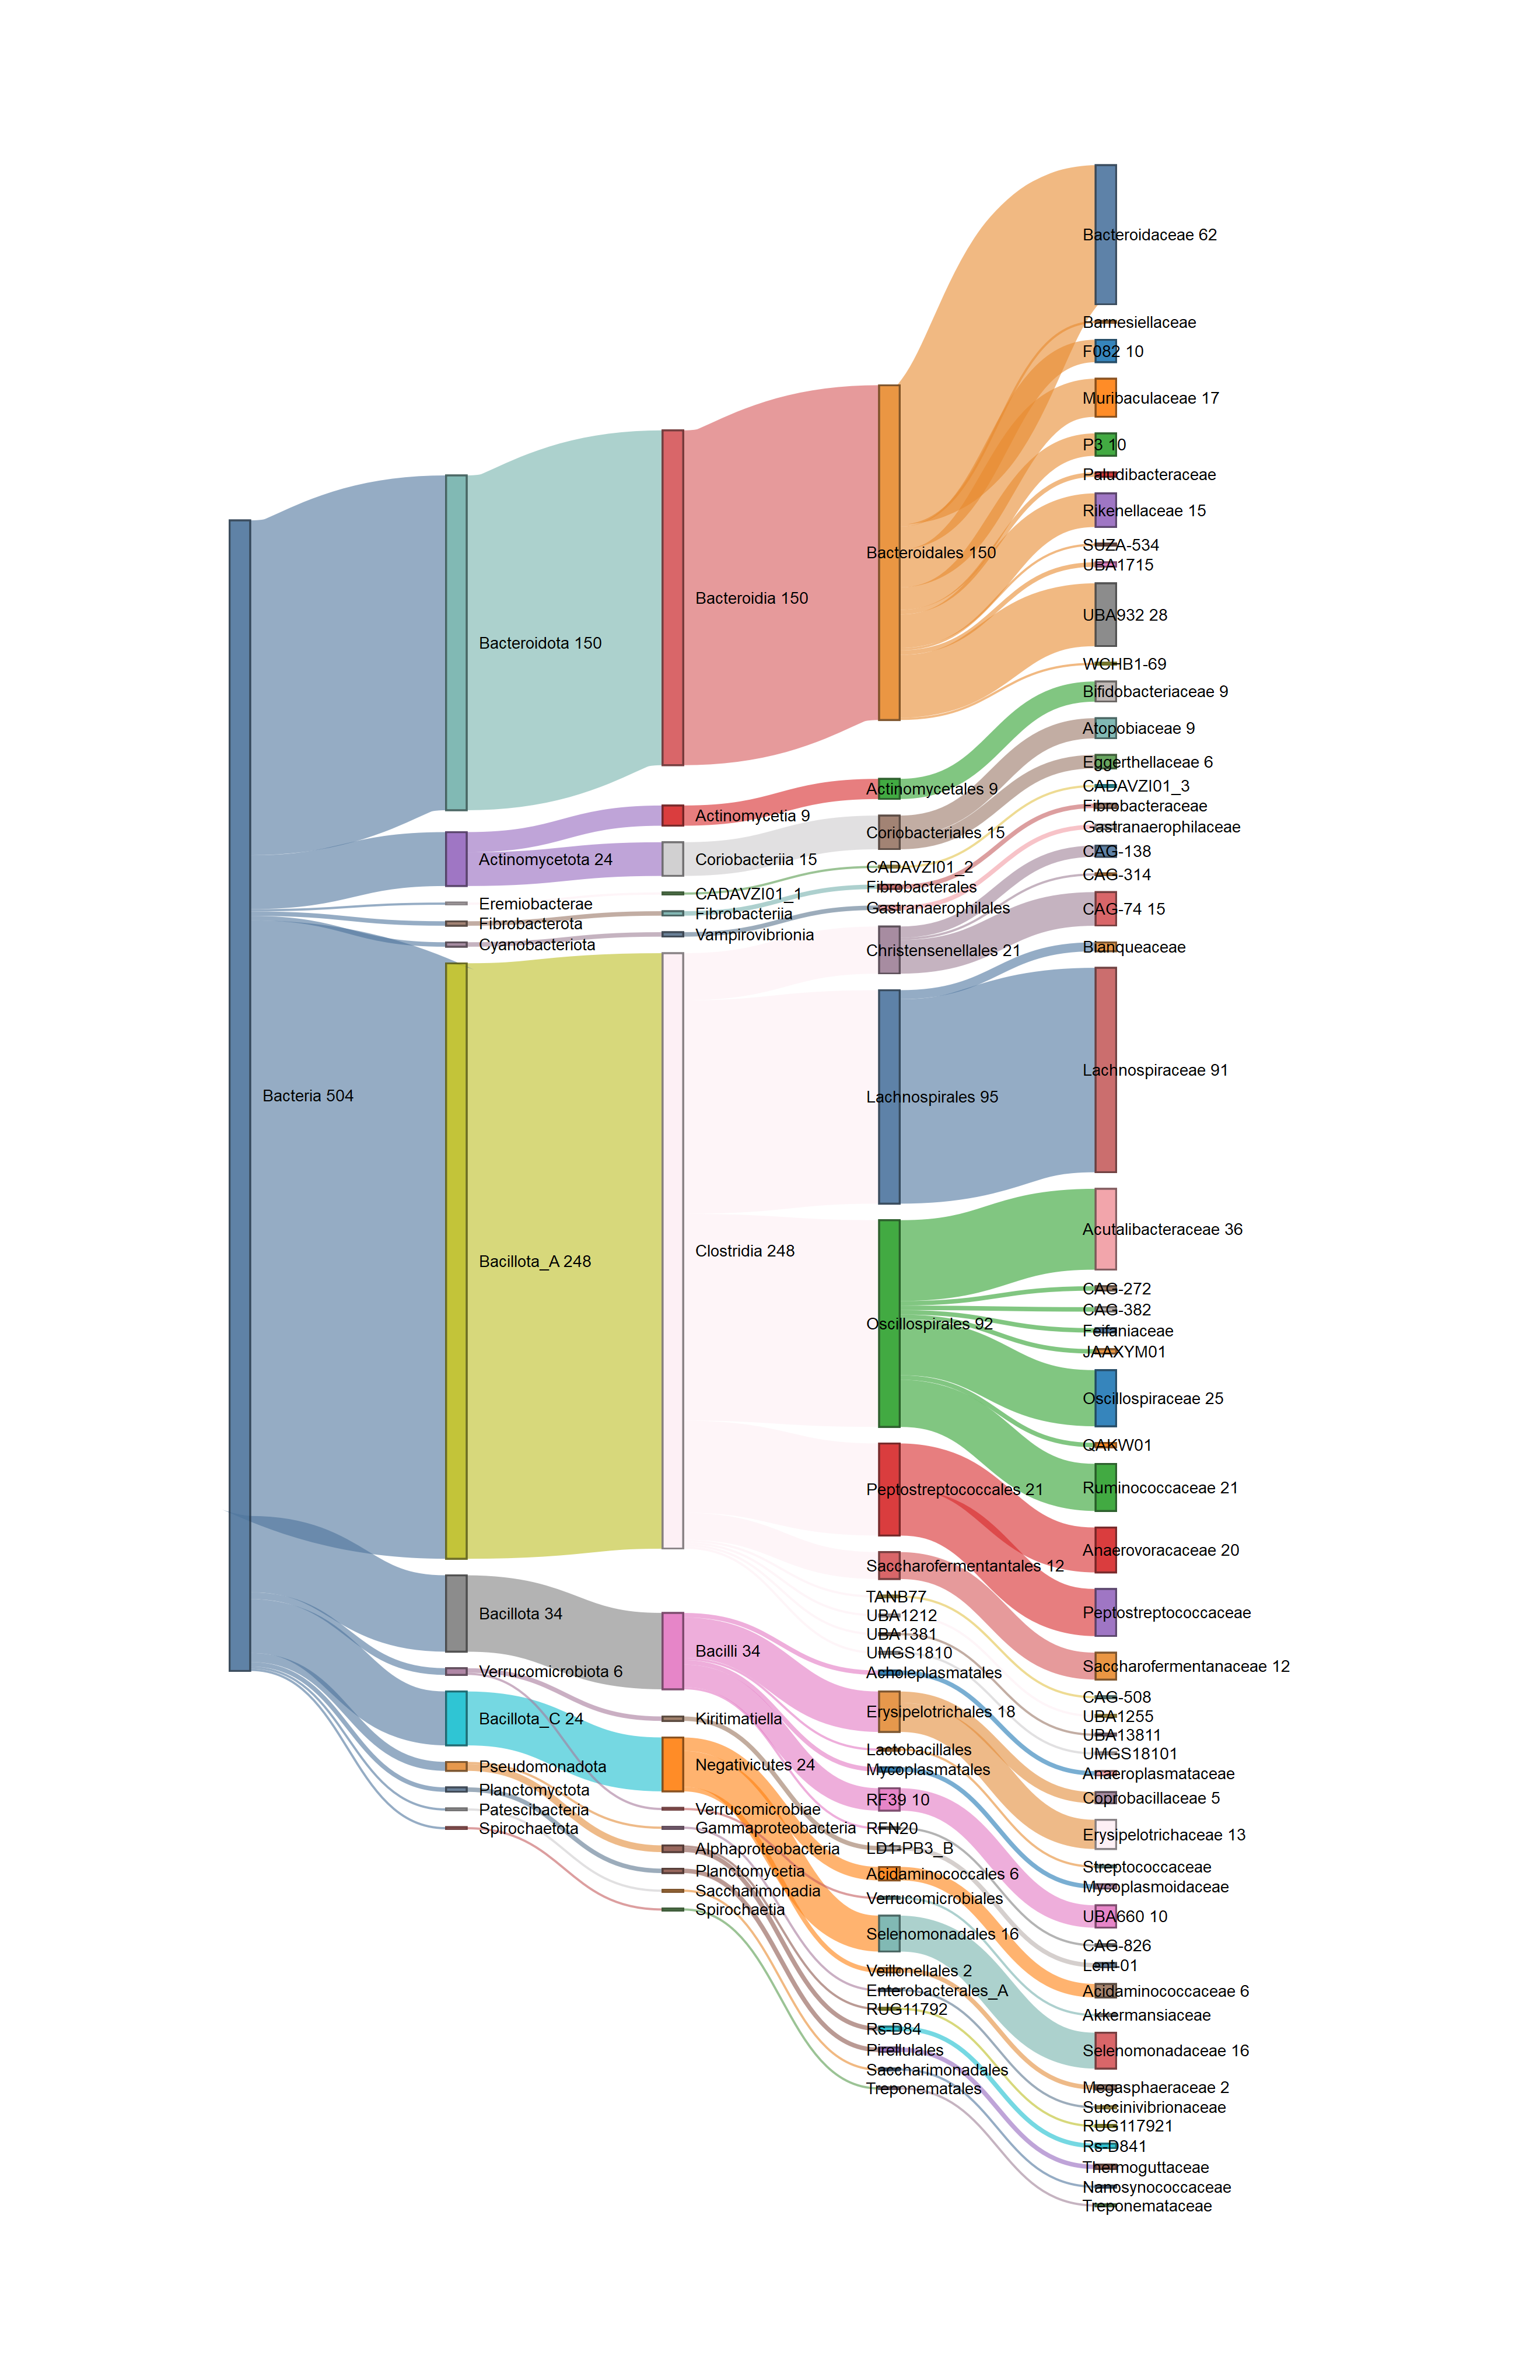 Bacteria 504
Bacteroidota 150
Actinomycetota 24
Eremiobacterae
Fibrobacterota
Cyanobacteriota
Bacillota_A 248
Bacillota 34
Verrucomicrobiota 6
Bacillota_C 24
Pseudomonadota
Planctomyctota
Patescibacteria
Spirochaetota
Bacteroidia 150
Actinomycetia 9
Coriobacteriia 15
CADAVZI01_1
Fibrobacteriia
Vampirovibrionia
Clostridia 248
Bacilli 34
Kiritimatiella
Negativicutes 24
Verrucomicrobiae
Gammaproteobacteria
Alphaproteobacteria
Planctomycetia
Saccharimonadia
Spirochaetia
Bacteroidales 150
Actinomycetales 9
Coriobacteriales 15
CADAVZI01_2
Fibrobacterales
Gastranaerophilales
Christensenellales 21
Lachnospirales 95
Oscillospirales 92
Peptostreptococcales 21
Saccharofermentantales 12
TANB77
UBA1212
UBA1381
UMGS1810
Acholeplasmatales
Erysipelotrichales 18
Lactobacillales
Mycoplasmatales
RF39 10
RFN20
LD1-PB3_B
Acidaminococcales 6
Verrucomicrobiales
Selenomonadales 16
Veillonellales 2
Enterobacterales_A
RUG11792
Rs-D84
Pirellulales
Saccharimonadales
Treponematales
Bacteroidaceae 62
Barnesiellaceae
F082 10
Muribaculaceae 17
P3 10
Paludibacteraceae
Rikenellaceae 15
SUZA-534
UBA1715
UBA932 28
WCHB1-69
Bifidobacteriaceae 9
Atopobiaceae 9
Eggerthellaceae 6
CADAVZI01_3
Fibrobacteraceae
Gastranaerophilaceae
CAG-138
CAG-314
CAG-74 15
Bianqueaceae
Lachnospiraceae 91
Acutalibacteraceae 36
CAG-272
CAG-382
Feifaniaceae
JAAXYM01
Oscillospiraceae 25
QAKW01
Ruminococcaceae 21
Anaerovoracaceae 20
Peptostreptococcaceae
Saccharofermentanaceae 12
CAG-508
UBA1255
UBA13811
UMGS18101
Anaeroplasmataceae
Coprobacillaceae 5
Erysipelotrichaceae 13
Streptococcaceae
Mycoplasmoidaceae
UBA660 10
CAG-826
Lent-01
Acidaminococcaceae 6
Akkermansiaceae
Selenomonadaceae 16
Megasphaeraceae 2
Succinivibrionaceae
RUG117921
Rs-D841
Thermoguttaceae
Nanosynococcaceae
Treponemataceae